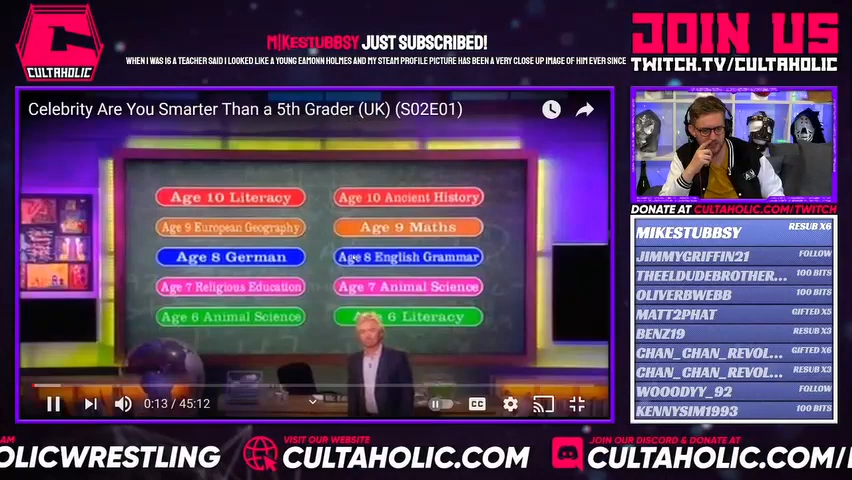 CULTAHOLIC
MIKESTUBBSY JUST SUBSCRIBED!
WHEN I WAS 16 A TEACHER SAID I LOOKED LIKE A YOUNG EAMONN HOLMES AND MY STEAM PROFILE PICTURE HAS BEEN A VERY CLOSE UP IMAGE OF HIM EVER SINCE
JOIN US
TWITCH.TV/CULTAHOLIC
Celebrity Are You Smarter Than a 5th Grader (UK) (S02E01)
Age 10 Literacy
Age 10 Ancient History
Age 9 European Geography
Age 9 Maths
Age 8 German
Age 8 English Grammar
Age 7 Religious Education
Age 7 Animal Science
Age 6 Animal Science
6 Literacy
0:13 / 45:12
CC
DONATE AT CULTAHOLIC.COM/TWITCH
MIKESTUBBSY RESUB X6
JIMMYGRIFFIN21 FOLLOW
THEELDUDEBROTHER... 100 BITS
OLIVERBWEBB 100 BITS
MATT2PHAT GIFTED X5
BENZ19 RESUB X3
CHAN_CHAN_REVOL... GIFTED X6
CHAN_CHAN_REVOL... RESUB X3
WOOODYY_92 FOLLOW
KENNYSIM1993 100 BITS
AM
OLICWRESTLING
VISIT OUR WEBSITE
CULTAHOLIC.COM
JOIN OUR DISCORD & DONATE AT
CULTAHOLIC.COM/